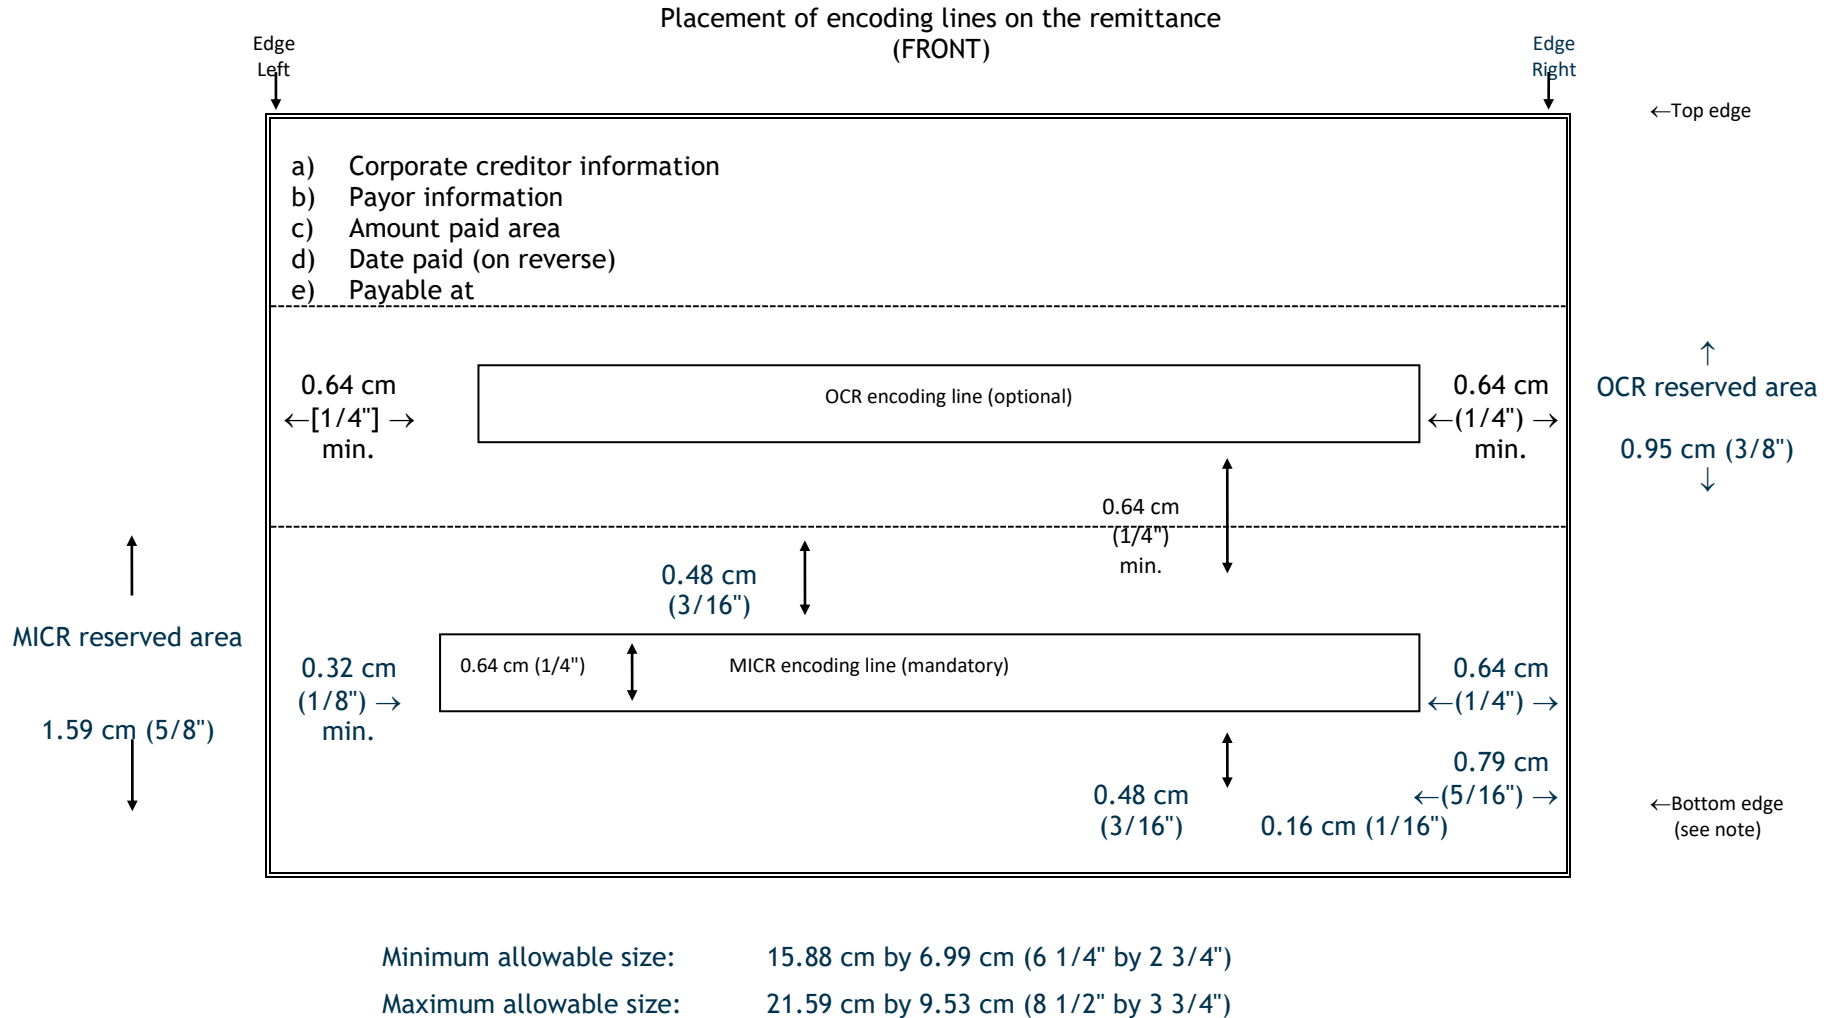 Placement of encoding lines on the remittance
(FRONT)
Edge
Left
Edge
Right
←Top edge
a) Corporate creditor information
b) Payor information
c) Amount paid area
d) Date paid (on reverse)
e) Payable at
0.64 cm
←[1/4"] →
min.
OCR encoding line (optional)
0.64 cm
←(1/4") →
min.
↑
OCR reserved area
0.95 cm (3/8")
↓
0.64 cm
(1/4")
min.
0.48 cm
(3/16")
MICR reserved area
1.59 cm (5/8")
0.32 cm
(1/8") →
min.
0.64 cm (1/4")
MICR encoding line (mandatory)
0.64 cm
←(1/4") →
0.79 cm
←(5/16") →
0.48 cm
(3/16")
0.16 cm (1/16")
←Bottom edge
(see note)
Minimum allowable size: 15.88 cm by 6.99 cm (6 1/4" by 2 3/4")
Maximum allowable size: 21.59 cm by 9.53 cm (8 1/2" by 3 3/4")